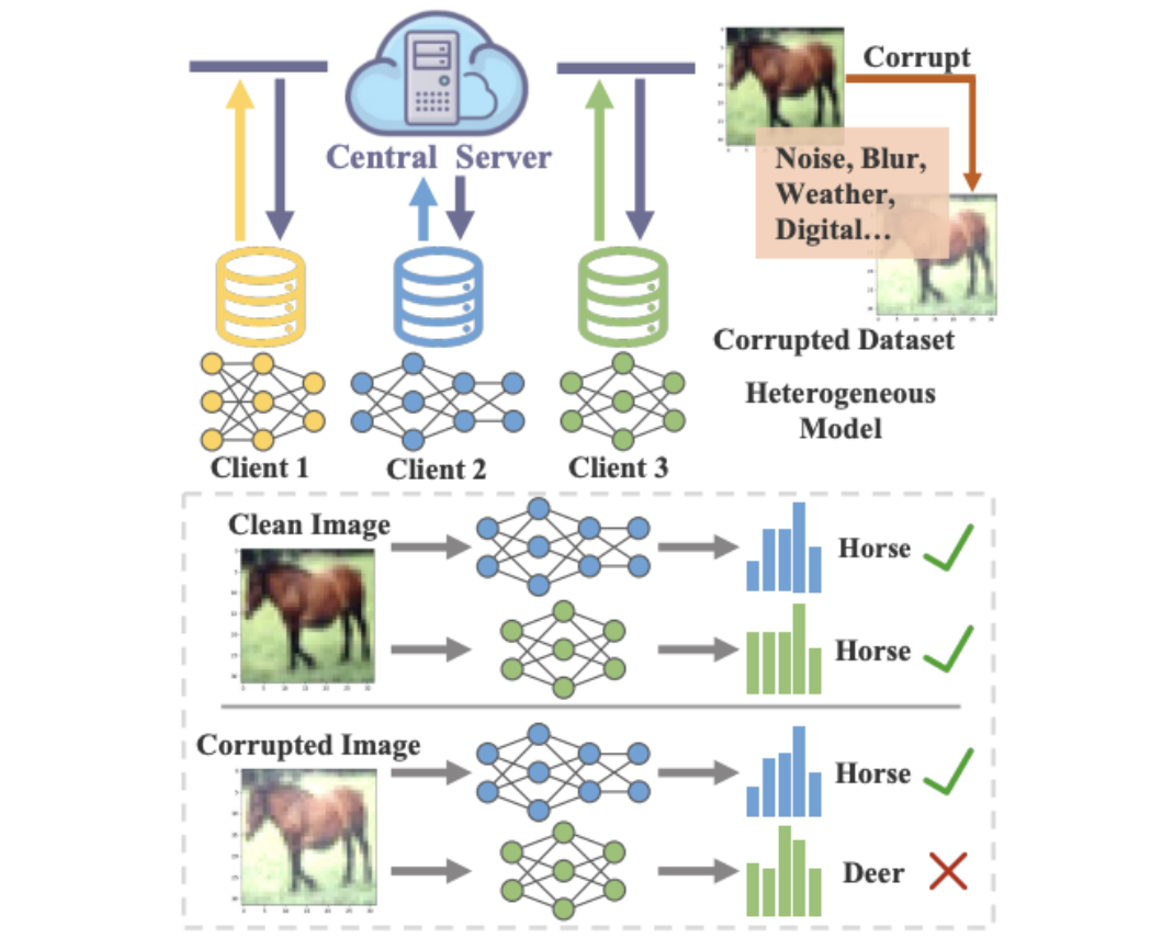 Corrupt
Central Server
Noise, Blur,
Weather,
Digital...
Corrupted Dataset
Heterogeneous
Model
Client 1
Client 2
Client 3
Clean Image
Horse
Horse
Corrupted Image
Horse
Deer